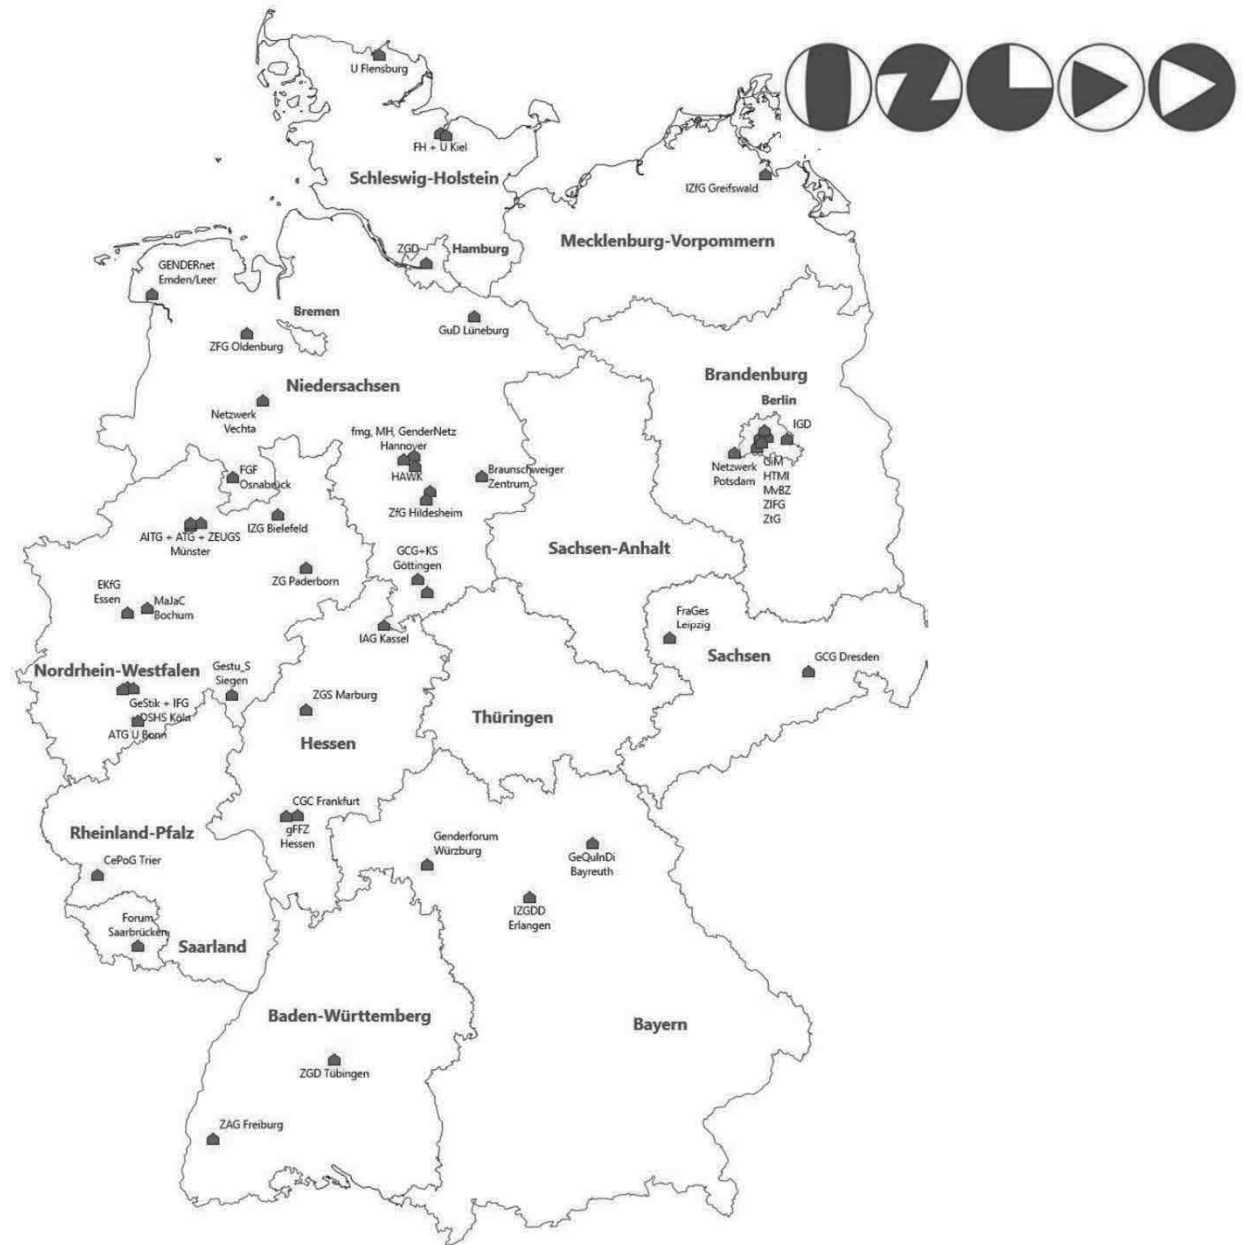 U Flensburg
FH + U Kiel
Schleswig-Holstein
IZfG Greifswald
Mecklenburg-Vorpommern
ZGD
Hamburg
GENDERnet
Emden/Leer
Bremen
GuD Lüneburg
ZFG Oldenburg
Niedersachsen
Brandenburg
Berlin
IGD
Netzwerk
Vechta
fmg, MH, GenderNetz
Hannover
HAWK
Braunschweiger
Zentrum
Netzwerk
Potsdam
GiM
HTMI
MvBZ
ZIFG
ZtG
FGF
Osnabrück
ZfG Hildesheim
AITG + ATG + ZEUGS
Münster
IZG Bielefeld
Sachsen-Anhalt
GCG+KS
Göttingen
ZG Paderborn
EKfG
Essen
MaJaC
Bochum
IAG Kassel
FraGes
Leipzig
Sachsen
GCG Dresden
Nordrhein-Westfalen
Gestu_S
Siegen
GeStik + IFG
DSHS Köln
ATG U Bonn
ZGS Marburg
Hessen
Thüringen
CGC Frankfurt
gFFZ
Hessen
Rheinland-Pfalz
CePoG Trier
Genderforum
Würzburg
GeQuInDi
Bayreuth
IZGDD
Erlangen
Forum
Saarbrücken
Saarland
Baden-Württemberg
Bayern
ZGD Tübingen
ZAG Freiburg